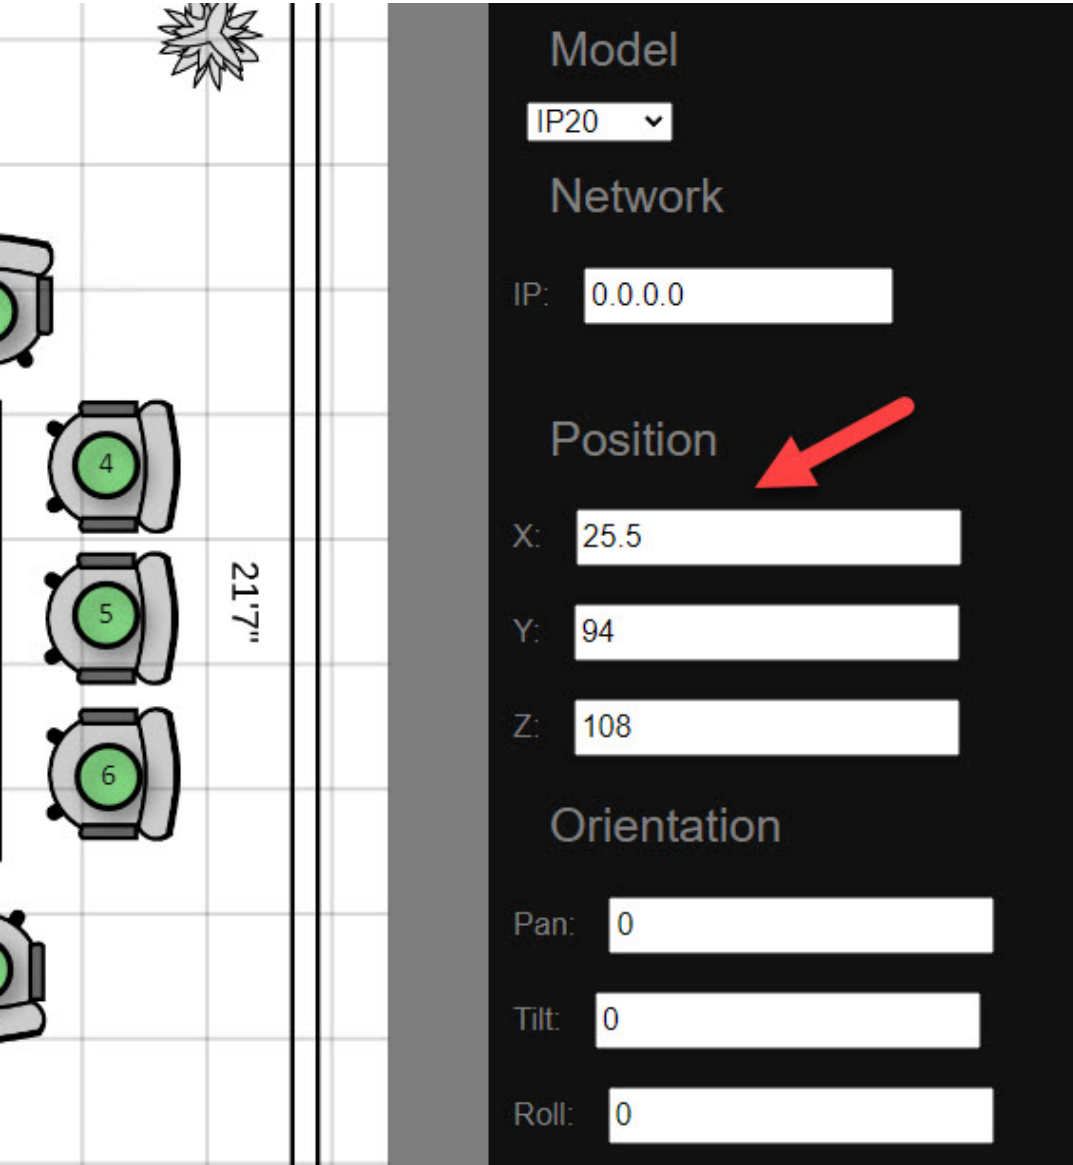 4
5
6
21'7"
Model
IP20
Network
IP: 0.0.0.0
Position
X: 25.5
Y: 94
Z: 108
Orientation
Pan: 0
Tilt: 0
Roll: 0